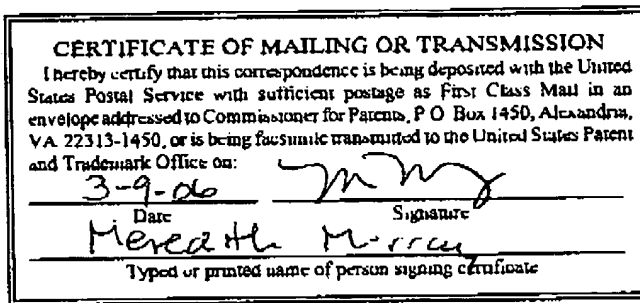 CERTIFICATE OF MAILING OR TRANSMISSION
I hereby certify that this correspondence is being deposited with the United
States Postal Service with sufficient postage as First Class Mail in an
envelope addressed to Commissioner for Patents, P O Box 1450, Alexandria,
VA 22313-1450, or is being facsimile transmitted to the United States Patent
and Trademark Office on:
3-9-06
Date Signature
Meredith
Typed or printed name of person signing certificate